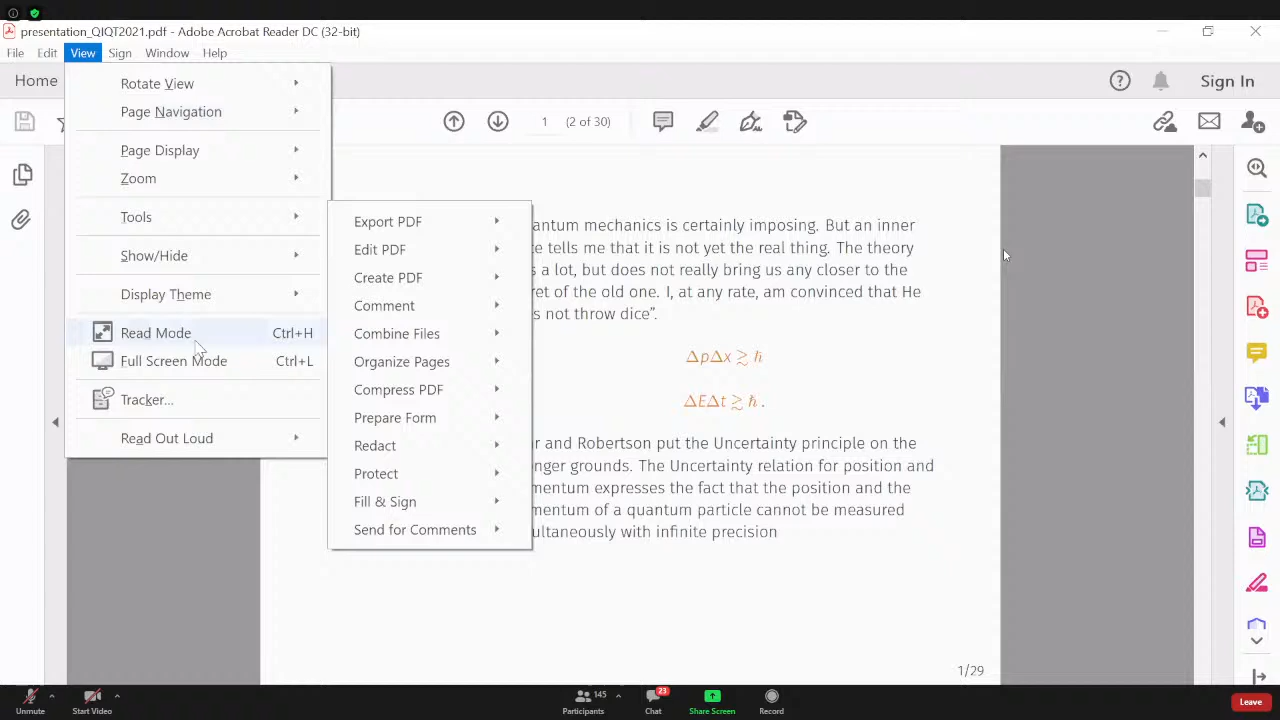 presentation_QIQT2021.pdf - Adobe Acrobat Reader DC (32-bit)
File Edit View Sign Window Help
Home
Sign In
1 (2 of 30)
Rotate View
Page Navigation
Page Display
Zoom
Tools
Show/Hide
Display Theme
Read Mode Ctrl+H
Full Screen Mode Ctrl+L
Tracker...
Read Out Loud
Export PDF
Edit PDF
Create PDF
Comment
Combine Files
Organize Pages
Compress PDF
Prepare Form
Redact
Protect
Fill & Sign
Send for Comments
antum mechanics is certainly imposing. But an inner
e tells me that it is not yet the real thing. The theory
s a lot, but does not really bring us any closer to the
ret of the old one. I, at any rate, am convinced that He
s not throw dice”.
ΔpΔx ≳ ℏ
ΔEΔt ≳ ℏ .
r and Robertson put the Uncertainty principle on the
onger grounds. The Uncertainty relation for position and
mentum expresses the fact that the position and the
mentum of a quantum particle cannot be measured
ultaneously with infinite precision
1/29
Unmute
Start Video
145
Participants
23
Chat
Share Screen
Record
Leave